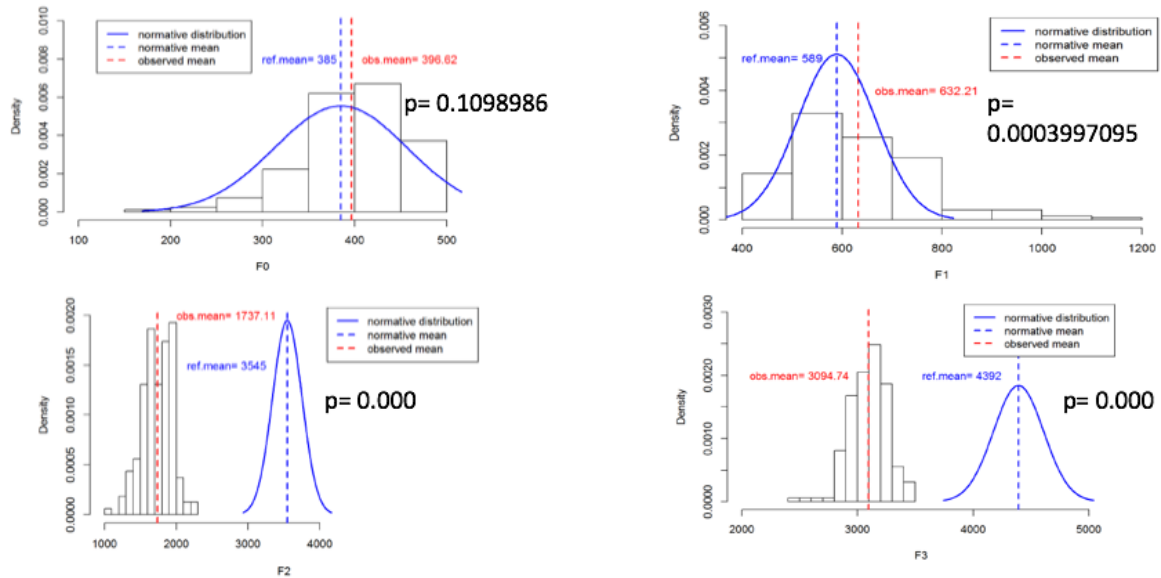 normative distribution
normative mean
observed mean
ref.mean= 385
obs.mean= 396.62
p= 0.1098986
Density
0.000 0.002 0.004 0.006 0.008 0.010
100 200 300 400 500
F0
normative distribution
normative mean
observed mean
ref.mean= 589
obs.mean= 632.21
p=
0.0003997095
Density
0.000 0.002 0.004 0.006
400 600 800 1000 1200
F1
normative distribution
normative mean
observed mean
obs.mean= 1737.11
ref.mean= 3545
p= 0.000
Density
0.0000 0.0005 0.0010 0.0015 0.0020
1000 2000 3000 4000
F2
normative distribution
normative mean
observed mean
obs.mean= 3094.74
ref.mean= 4392
p= 0.000
Density
0.0000 0.0010 0.0020 0.0030
2000 3000 4000 5000
F3